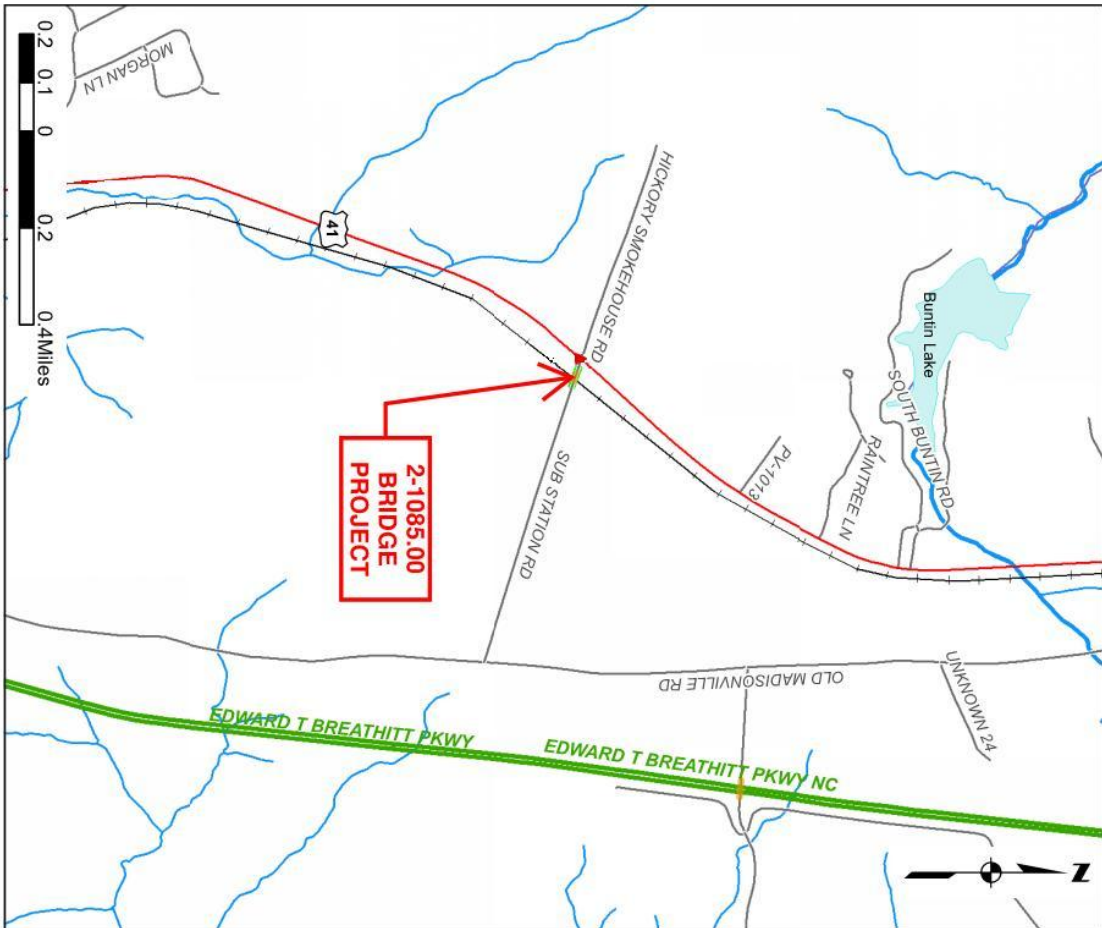 MORGAN LN
0.2 0.1 0 0.2 0.4Miles
41
HICKORY SMOKEHOUSE RD
Buntin Lake
SOUTH BUNTIN RD
RAINTREE LN
PV-1013
SUB STATION RD
2-1085.00
BRIDGE
PROJECT
OLD MADISONVILLE RD
UNKNOWN 24
EDWARD T BREATHITT PKWY
EDWARD T BREATHITT PKWY NC
N